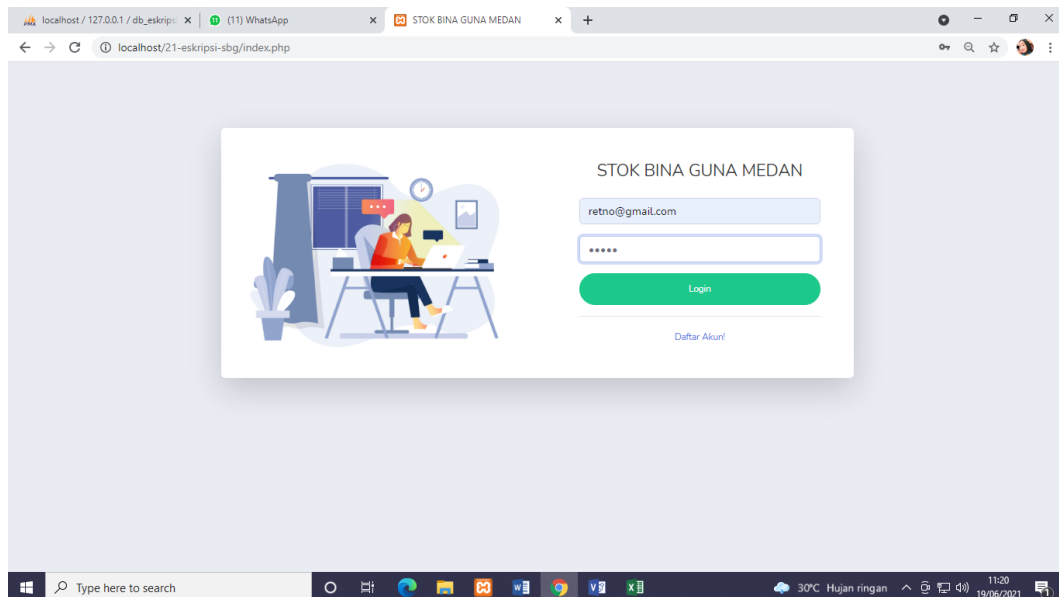 localhost / 127.0.0.1 / db_eskrips
(11) WhatsApp
STOK BINA GUNA MEDAN
localhost/21-eskripsi-sbg/index.php
STOK BINA GUNA MEDAN
retno@gmail.com
•••••
Login
Daftar Akun!
Type here to search
30°C Hujan ringan
11:20
19/06/2021